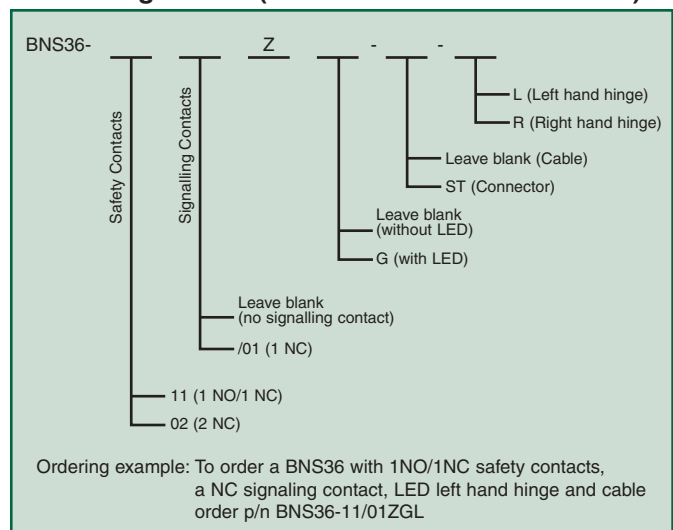 BNS36- Z - -
L (Left hand hinge)
R (Right hand hinge)
Leave blank (Cable)
ST (Connector)
Leave blank
(without LED)
G (with LED)
Safety Contacts
Signalling Contacts
Leave blank
(no signalling contact)
/01 (1 NC)
11 (1 NO/1 NC)
02 (2 NC)
Ordering example: To order a BNS36 with 1NO/1NC safety contacts,
a NC signaling contact, LED left hand hinge and cable
order p/n BNS36-11/01ZGL